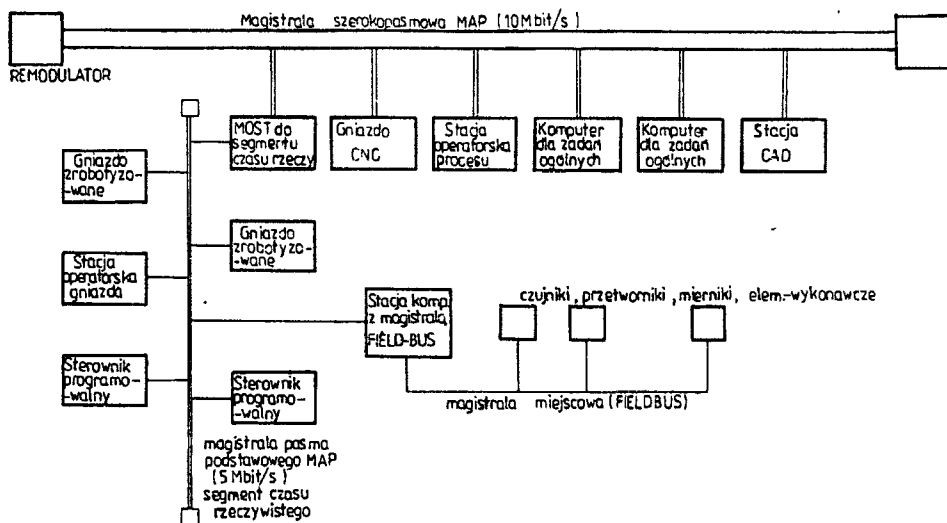 Magistrala szerokopasmowa MAP (10Mbit/s)
REMODULATOR
MOST do
segmentu
czasu rzeczy
Gniazdo
CNC
Stacja
operatorska
procesu
Komputer
dla zadań
ogólnych
Komputer
dla zadań
ogólnych
Stacja
CAD
Gniazdo
zrobotyzo-
-wane
Gniazdo
zrobotyzo-
-wane
Stacja
operatorska
gniazda
Stacja komp.
z magistralą
FIELD-BUS
czujniki, przetworniki, mierniki, elem.-wykonawcze
Sterownik
programo-
-walny
Sterownik
programo-
-walny
magistrala miejscowa (FIELDBUS)
magistrala pasma
podstawowego MAP
(5 Mbit/s)
segment czasu
rzeczywistego